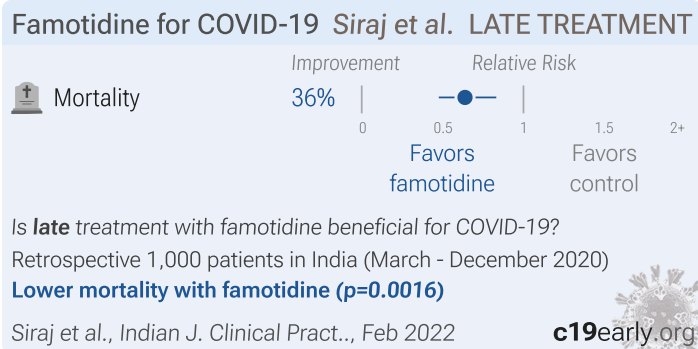 Famotidine for COVID-19 Siraj et al. LATE TREATMENT
Improvement Relative Risk
Mortality 36%
0 0.5 1 1.5 2+
Favors famotidine
Favors control
Is late treatment with famotidine beneficial for COVID-19?
Retrospective 1,000 patients in India (March - December 2020)
Lower mortality with famotidine (p=0.0016)
Siraj et al., Indian J. Clinical Pract.., Feb 2022 c19early.org